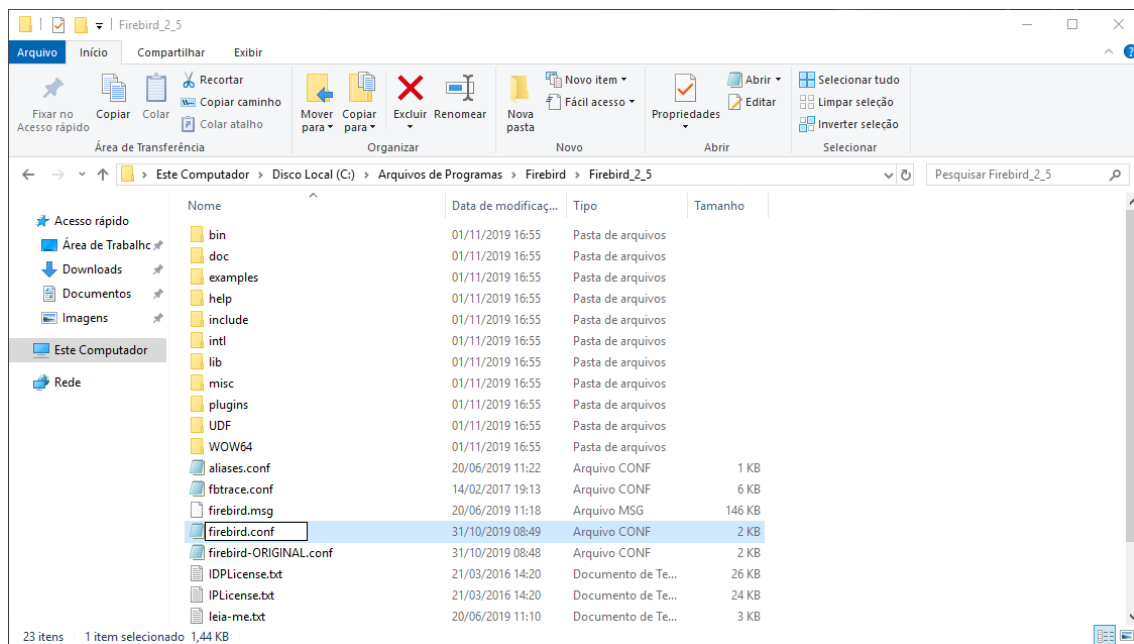 Firebird_2_5
Arquivo Início Compartilhar Exibir
Fixar no Acesso rápido
Copiar
Colar
Recortar
Copiar caminho
Colar atalho
Mover para
Copiar para
Excluir
Renomear
Nova pasta
Novo item
Fácil acesso
Propriedades
Abrir
Editar
Selecionar tudo
Limpar seleção
Inverter seleção
Área de Transferência Organizar Novo Abrir Selecionar
Este Computador > Disco Local (C:) > Arquivos de Programas > Firebird > Firebird_2_5
Pesquisar Firebird_2_5
Acesso rápido
Área de Trabalhc
Downloads
Documentos
Imagens
Este Computador
Rede
Nome Data de modificaç... Tipo Tamanho
bin 01/11/2019 16:55 Pasta de arquivos
doc 01/11/2019 16:55 Pasta de arquivos
examples 01/11/2019 16:55 Pasta de arquivos
help 01/11/2019 16:55 Pasta de arquivos
include 01/11/2019 16:55 Pasta de arquivos
intl 01/11/2019 16:55 Pasta de arquivos
lib 01/11/2019 16:55 Pasta de arquivos
misc 01/11/2019 16:55 Pasta de arquivos
plugins 01/11/2019 16:55 Pasta de arquivos
UDF 01/11/2019 16:55 Pasta de arquivos
WOW64 01/11/2019 16:55 Pasta de arquivos
aliases.conf 20/06/2019 11:22 Arquivo CONF 1 KB
fbtrace.conf 14/02/2017 19:13 Arquivo CONF 6 KB
firebird.msg 20/06/2019 11:18 Arquivo MSG 146 KB
firebird.conf 31/10/2019 08:49 Arquivo CONF 2 KB
firebird-ORIGINAL.conf 31/10/2019 08:48 Arquivo CONF 2 KB
IDPLicense.txt 21/03/2016 14:20 Documento de Te... 26 KB
IPLicense.txt 21/03/2016 14:20 Documento de Te... 24 KB
leia-me.txt 20/06/2019 11:10 Documento de Te... 3 KB
23 itens 1 item selecionado 1,44 KB